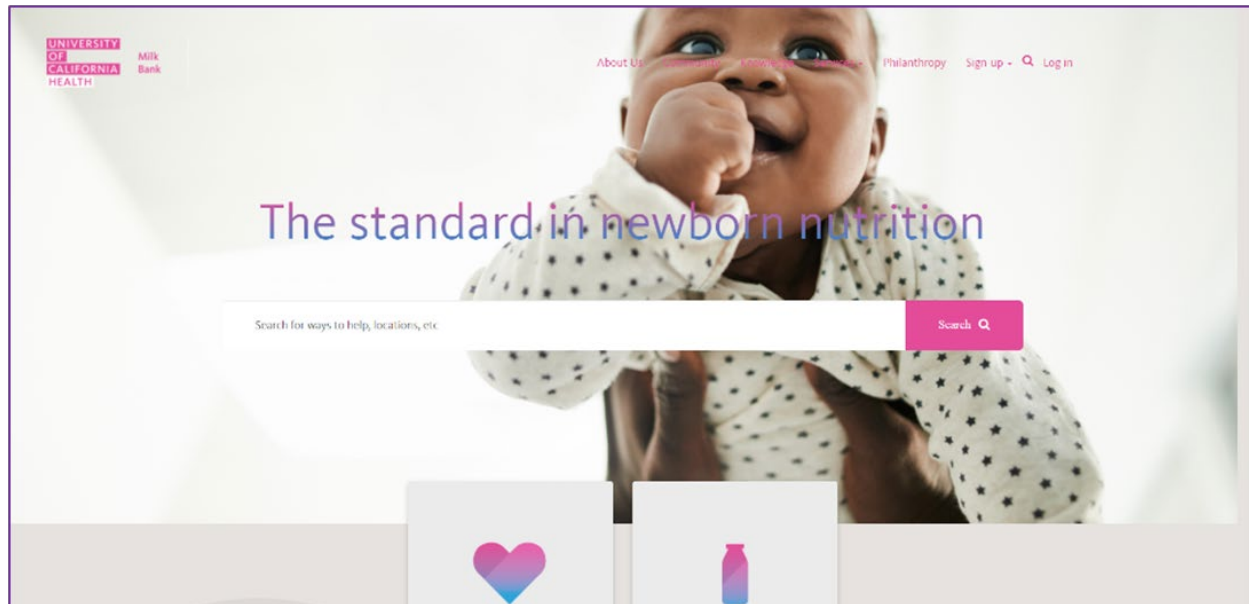 UNIVERSITY
OF
CALIFORNIA
HEALTH
Milk
Bank
About Us Philanthropy Sign up Log in
The standard in newborn nutrition
Search for ways to help, locations, etc
Search